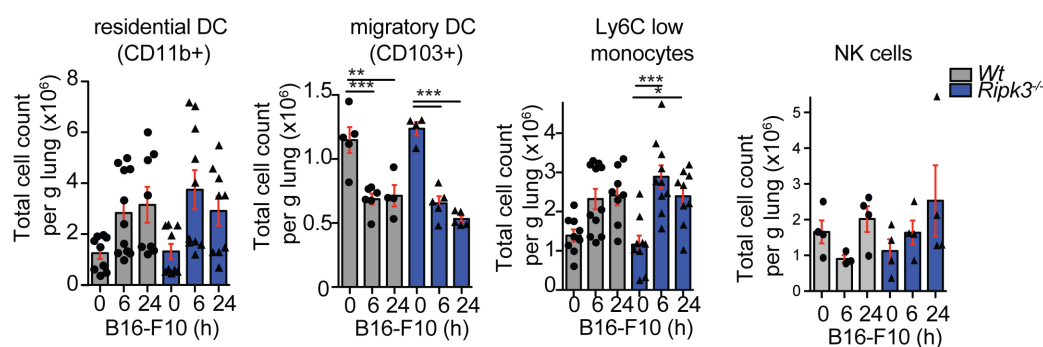 residential DC
(CD11b+)
Total cell count
per g lung (x10⁶)
8
6
4
2
0
0 6 24 0 6 24
B16-F10 (h)
migratory DC
(CD103+)
Total cell count
per g lung (x10⁶)
1.5
1.0
0.5
0
**
***
***
0 6 24 0 6 24
B16-F10 (h)
Ly6C low
monocytes
Total cell count
per g lung (x10⁶)
4
3
2
1
0
***
*
0 6 24 0 6 24
B16-F10 (h)
NK cells
Total cell count
per g lung (x10⁶)
5
4
3
2
1
0
0 6 24 0 6 24
B16-F10 (h)
Wt
Ripk3⁻/⁻